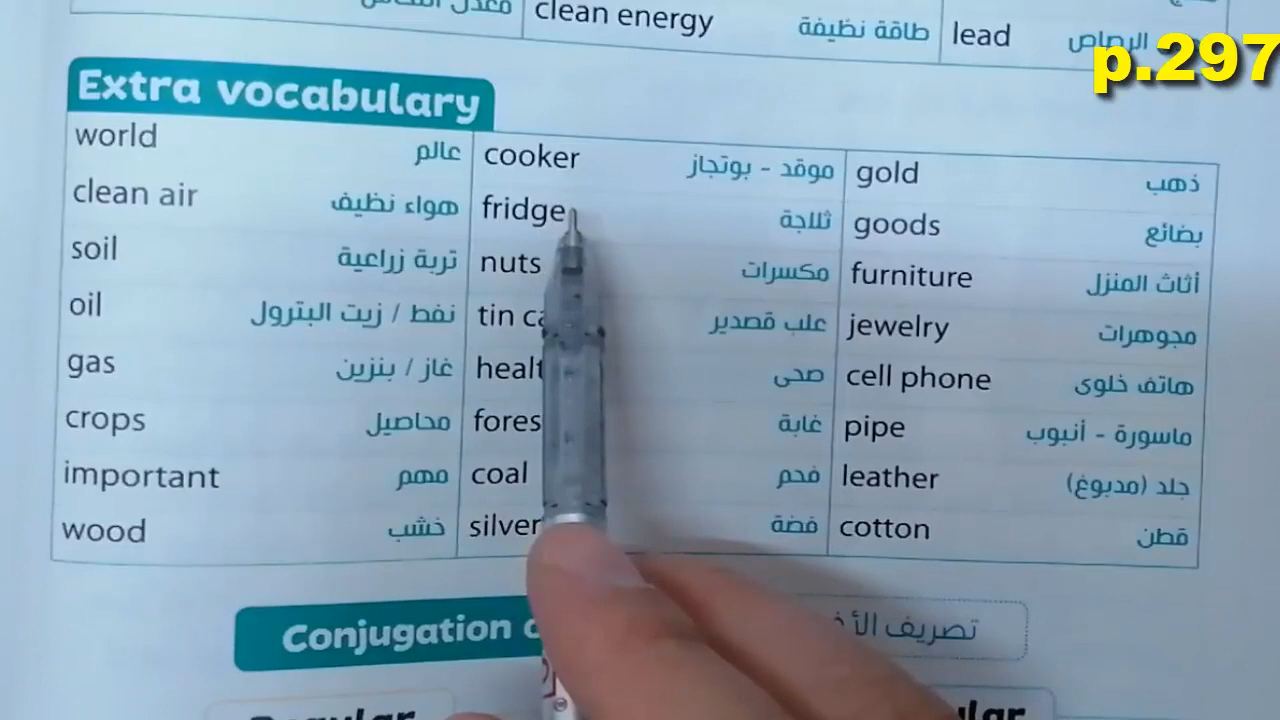 clean energy طاقة نظيفة lead الرصاص
p.297
Extra vocabulary
world عالم cooker موقد - بوتجاز gold ذهب
clean air هواء نظيف fridge ثلاجة goods بضائع
soil تربة زراعية nuts مكسرات furniture أثاث المنزل
oil نفط / زيت البترول tin علب قصدير jewelry مجوهرات
gas غاز / بنزين صحى cell phone هاتف خلوى
crops محاصيل غابة pipe ماسورة - أنبوب
important مهم coal فحم leather جلد (مدبوغ)
wood خشب silver فضة cotton قطن
Conjugation تصريف